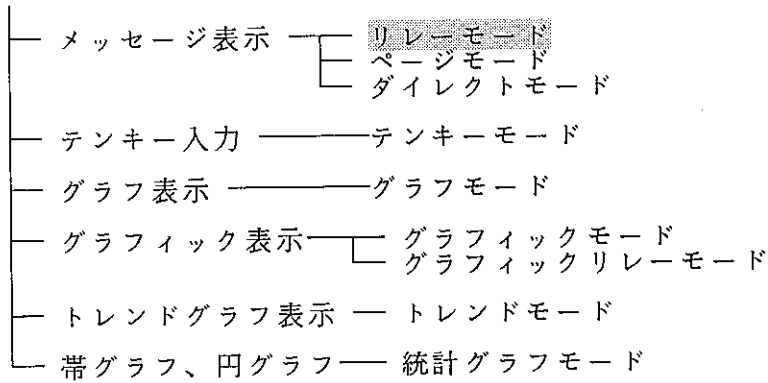 メッセージ表示 リレーモード
ページモード
ダイレクトモード
テンキー入力 テンキーモード
グラフ表示 グラフモード
グラフィック表示 グラフィックモード
グラフィックリレーモード
トレンドグラフ表示 トレンドモード
帯グラフ、円グラフ 統計グラフモード